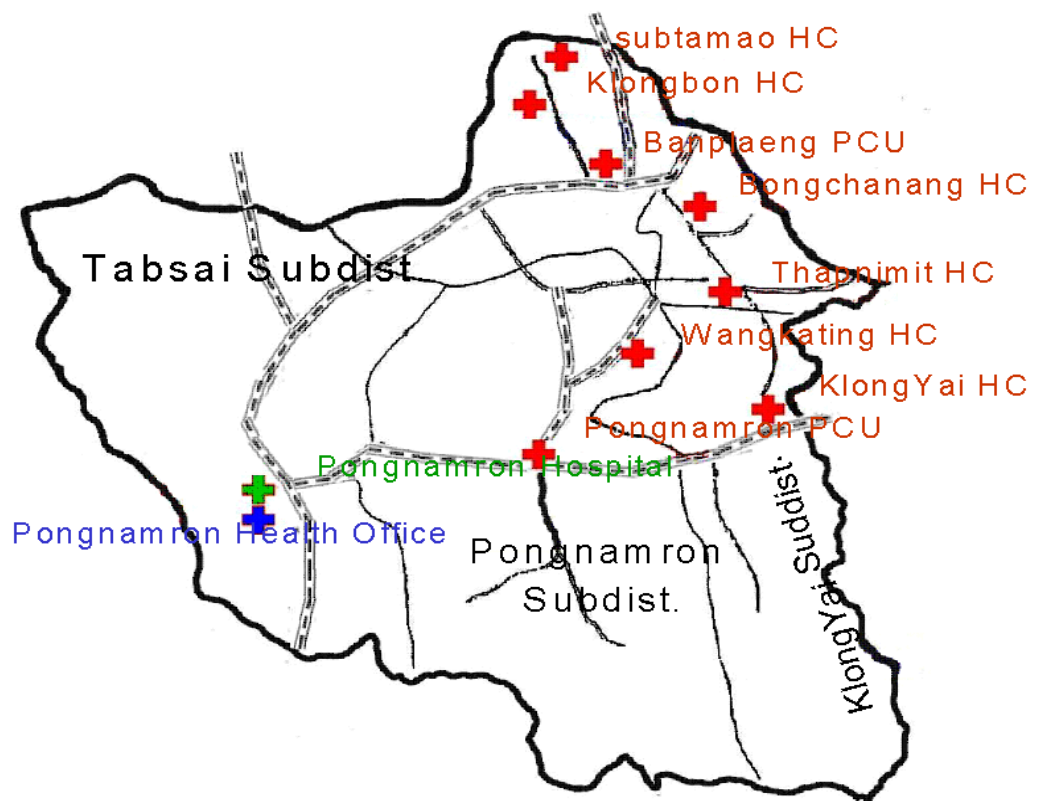 subtamao HC
Klongbon HC
Banplaeng PCU
Bongchanang HC
Tabsai Subdist.
Thapnimit HC
Wangkating HC
KlongYai HC
Pongnamron PCU
Pongnamron Hospital
Pongnamron Health Office
Pongnamron
Subdist.
KlongYai Suddist.